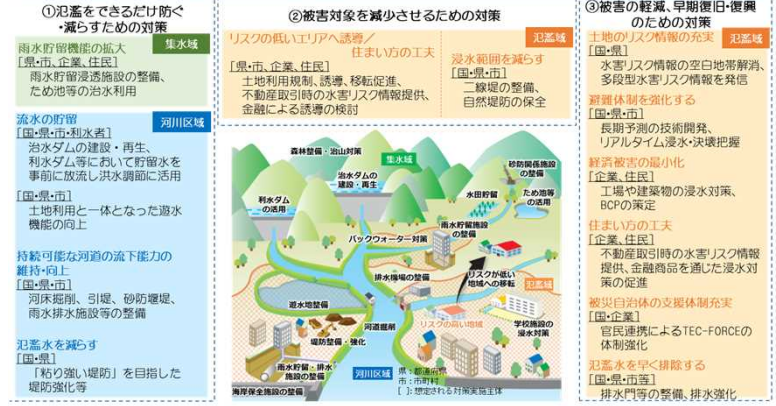 ①氾濫をできるだけ防ぐ
・減らすための対策
集水域
雨水貯留機能の拡大
[県・市、企業、住民]
雨水貯留浸透施設の整備、
ため池等の治水利用
河川区域
流水の貯留
[国・県・市・利水者]
治水ダムの建設・再生、
利水ダム等において貯留水を
事前に放流し洪水調節に活用
[国・県・市]
土地利用と一体となった遊水
機能の向上
持続可能な河道の流下能力の
維持・向上
[国・県・市]
河床掘削、引堤、砂防堰堤、
雨水排水施設等の整備
氾濫水を減らす
[国・県]
「粘り強い堤防」を目指した
堤防強化等
②被害対象を減少させるための対策
リスクの低いエリアへ誘導/
住まい方の工夫
[県・市、企業、住民]
土地利用規制、誘導、移転促進、
不動産取引時の水害リスク情報提供、
金融による誘導の検討
氾濫域
浸水範囲を減らす
[国・県・市]
二線堤の整備、
自然堤防の保全
集水域
森林整備・治山対策
治水ダムの
建設・再生
利水ダム
の活用
砂防関係施設
の整備
水田貯留
ため池等
の活用
雨水貯留施設
の整備
バックウォーター対策
排水機場の整備
リスクが低い
地域への移転
氾濫域
遊水地整備
河道掘削
リスクの高い地域
学校施設の
浸水対策
堤防整備・強化
雨水貯留・排水
施設の整備
海岸保全施設の整備
河川区域
県:都道府県
市:市町村
[ ]:想定される対策実施主体
③被害の軽減、早期復旧・復興
のための対策
氾濫域
土地のリスク情報の充実
[国・県]
水害リスク情報の空白地帯解消、
多段型水害リスク情報を発信
避難体制を強化する
[国・県・市]
長期予測の技術開発、
リアルタイム浸水・決壊把握
経済被害の最小化
[企業、住民]
工場や建築物の浸水対策、
BCPの策定
住まい方の工夫
[企業、住民]
不動産取引時の水害リスク情報
提供、金融商品を通じた浸水対
策の促進
被災自治体の支援体制充実
[国・企業]
官民連携によるTEC-FORCEの
体制強化
氾濫水を早く排除する
[国・県・市等]
排水門等の整備、排水強化